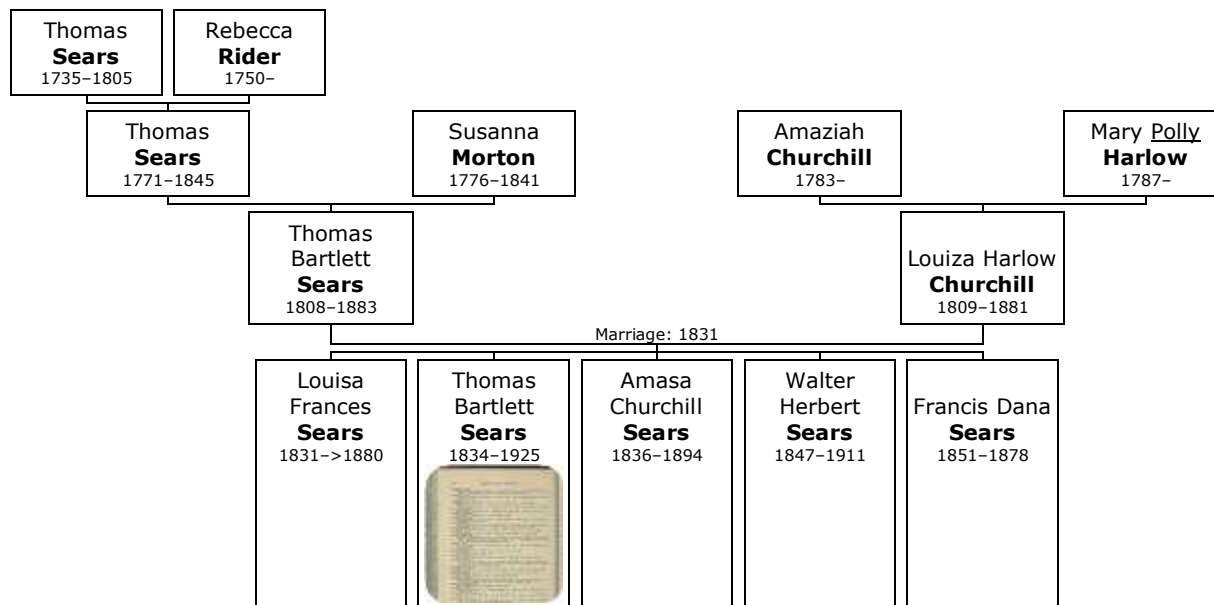 Thomas
Sears
1735–1805
Rebecca
Rider
1750–
Thomas
Sears
1771–1845
Susanna
Morton
1776–1841
Amaziah
Churchill
1783–
Mary Polly
Harlow
1787–
Thomas
Bartlett
Sears
1808–1883
Louiza Harlow
Churchill
1809–1881
Marriage: 1831
Louisa
Frances
Sears
1831–>1880
Thomas
Bartlett
Sears
1834–1925
Amasa
Churchill
Sears
1836–1894
Walter
Herbert
Sears
1847–1911
Francis Dana
Sears
1851–1878